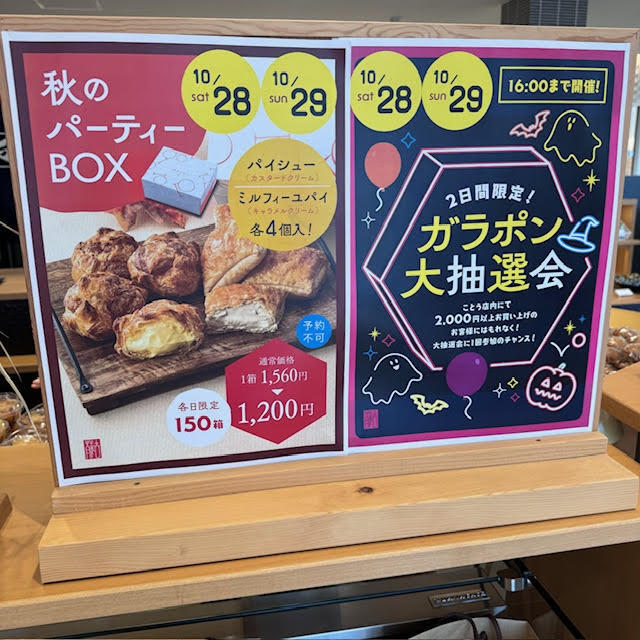 秋の
パーティー
BOX
10/28
sat
10/29
sun
パイシュー
(カスタードクリーム)
ミルフィーユパイ
(キャラメルクリーム)
各4個入!
予約
不可
通常価格
1箱 1,560円
1,200円
各日限定
150箱
10/28
sat
10/29
sun
16:00まで開催!
2日間限定!
ガラポン
大抽選会
ことう店内にて
2,000円以上お買い上げの
お客様にはもれなく!
大抽選会に1回参加のチャンス!